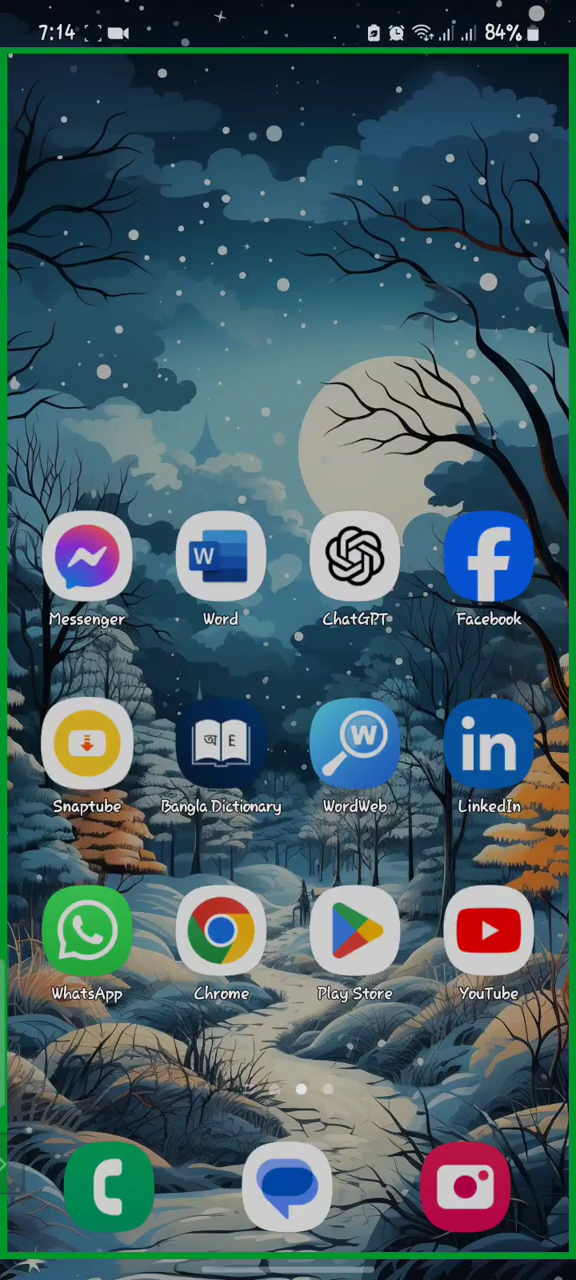 7:14 84%
Messenger Word ChatGPT Facebook
Snaptube Bangla Dictionary WordWeb LinkedIn
WhatsApp Chrome Play Store YouTube